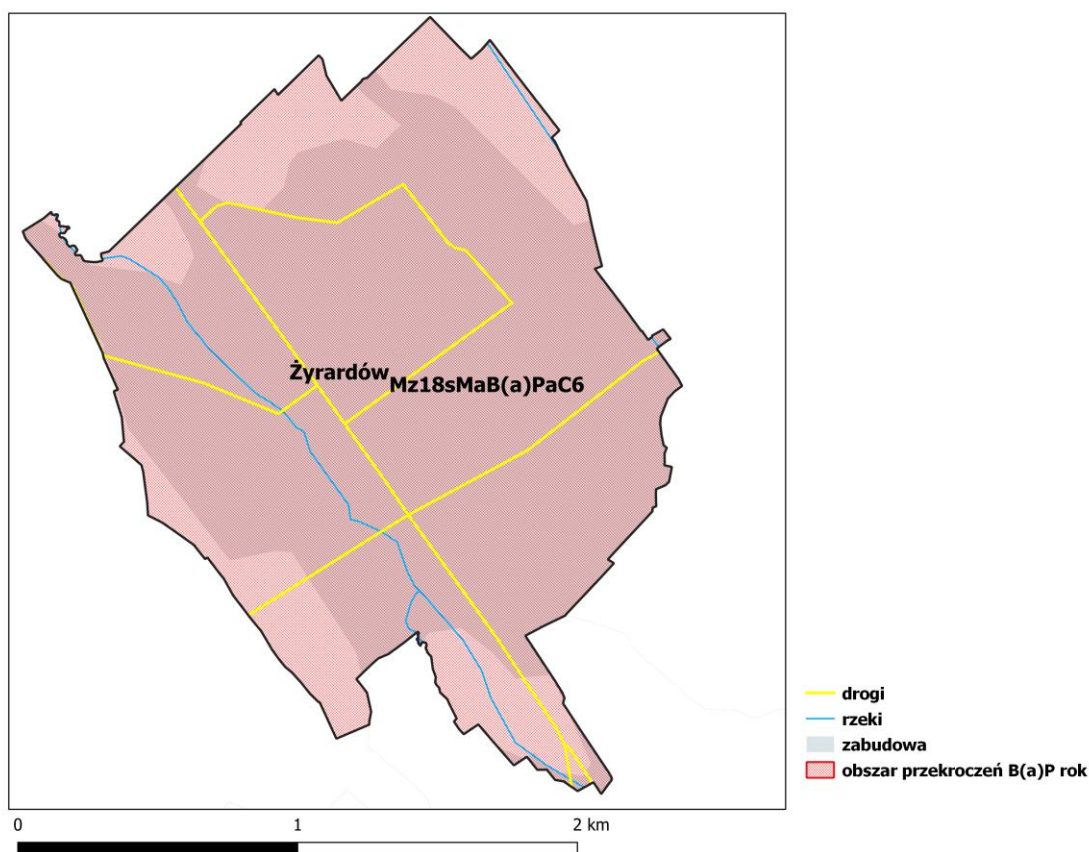 Żyrardów
Mz18sMaB(a)PaC6
drogi
rzeki
zabudowa
obszar przekroczeń B(a)P rok
0 1 2 km